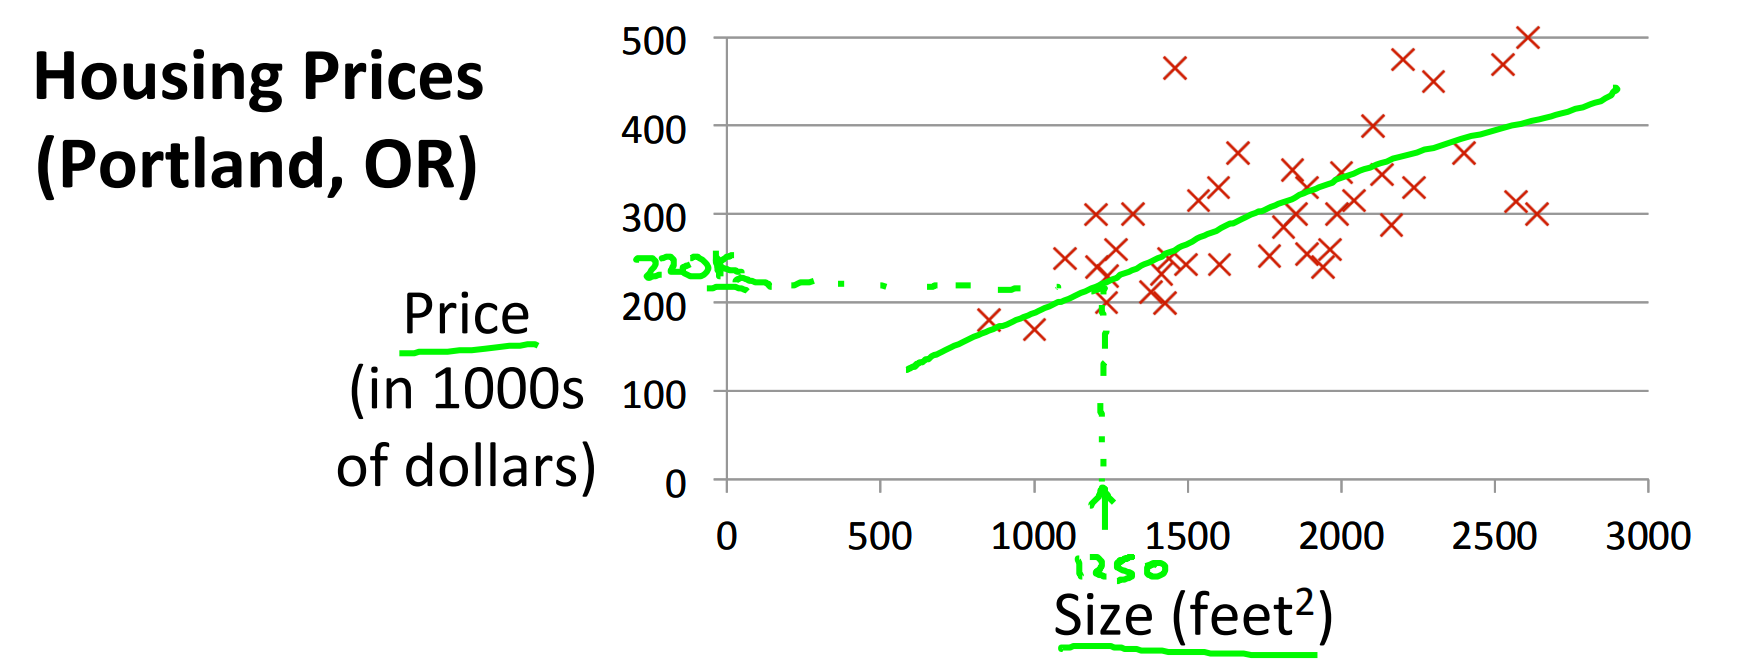 Housing Prices
(Portland, OR)
Price
(in 1000s
of dollars)
500
400
300
220k
200
100
0
0 500 1000 1500 2000 2500 3000
1250
Size (feet²)